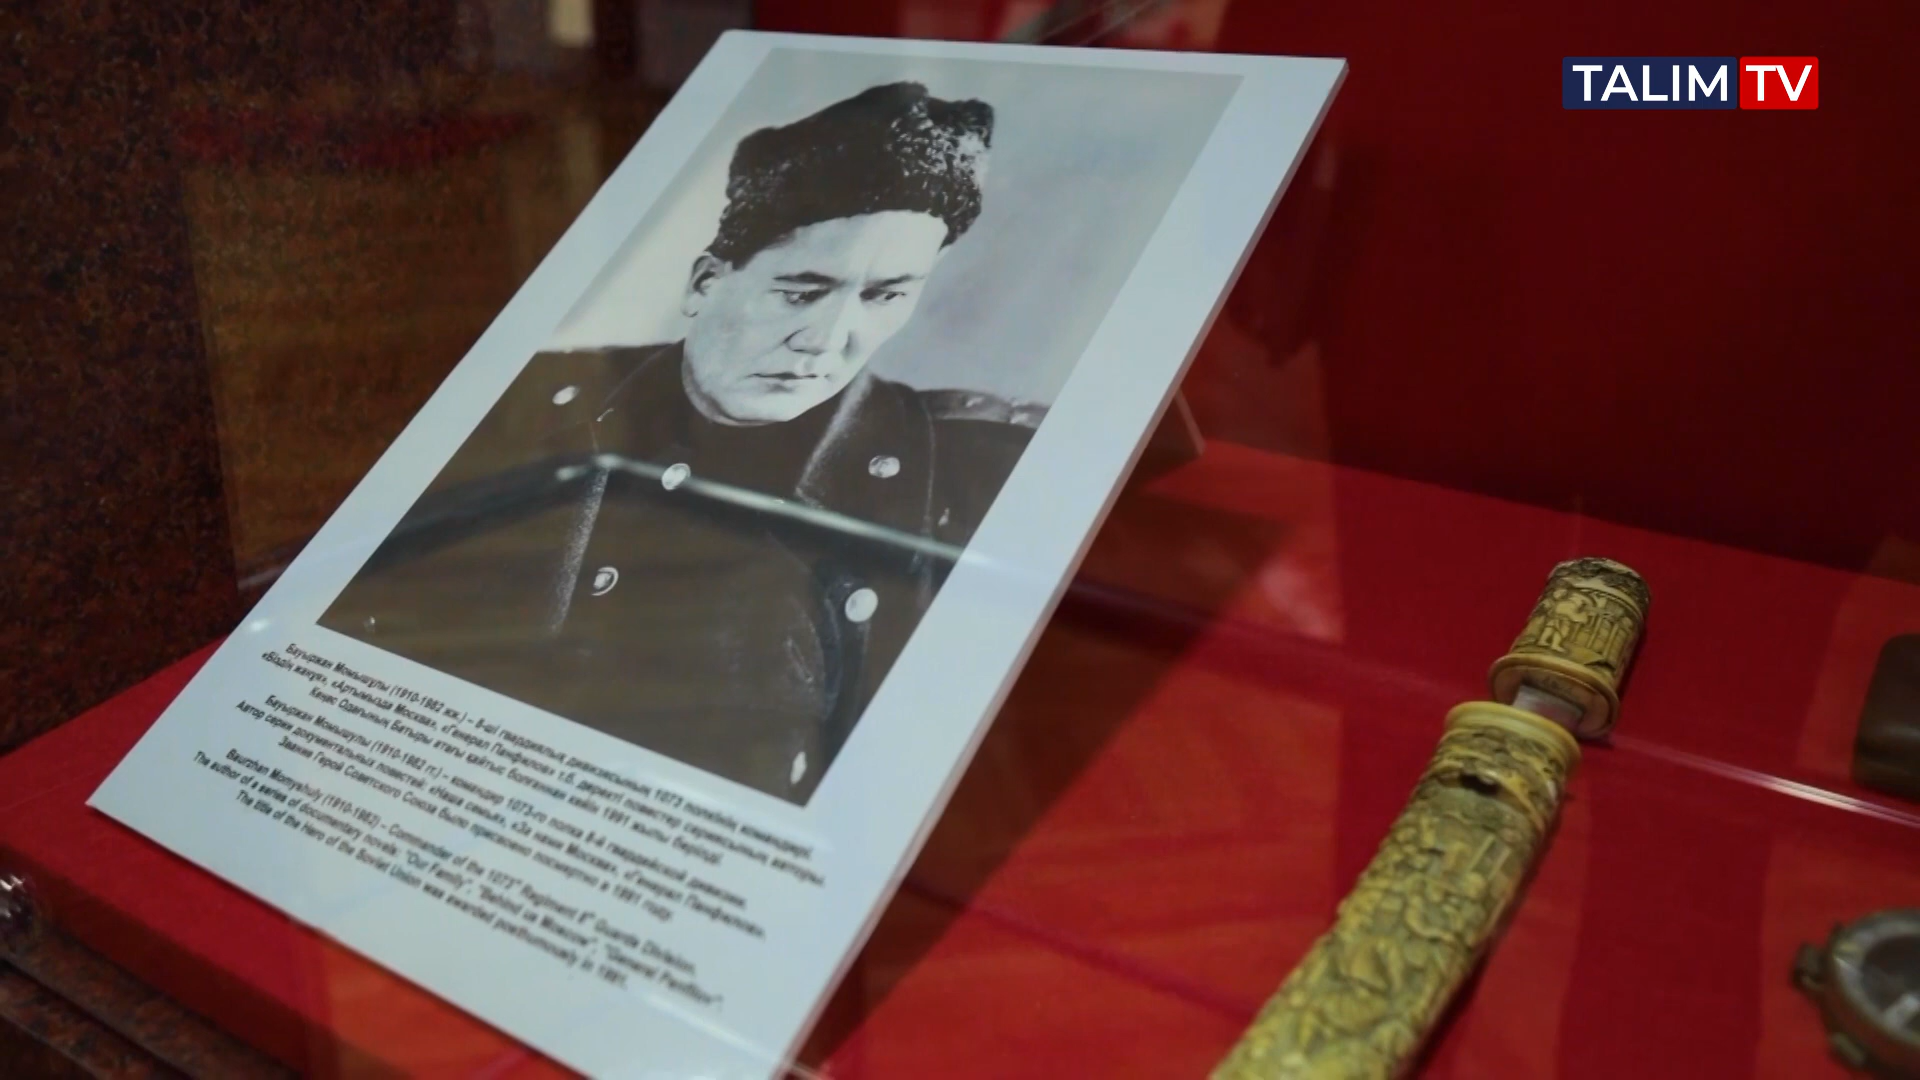 TALIM TV
Бауыржан Момышұлы (1910-1982 жж.) – 8-ші гвардиялық дивизисының 1073 полкінің командирі,
«Біздің жанұя», «Артымызда Москва», «Генерал Панфилов» т.б. деректі повестер сериясының авторы.
Кеңес Одағының Батыры атағы қайтыс болғаннан кейін 1991 жылы берілді.
Бауыржан Момышулы (1910-1982 гг.) – командир 1073-го полка 8-й гвардейской дивизии,
Автор серии документальных повестей: «Наша семья», «За нами Москва», «Генерал Панфилов».
Звание Герой Советского Союза было присвоено посмертно в 1991 году
Baurzhan Momyshuly (1910-1982) – Commander of the 1073rd Regiment 8th Guards Division,
The author of a series of documentary novels: "Our Family", "Behind us Moscow", "General Panfilov",
The title of the Hero of the Soviet Union was awarded posthumously in 1991.